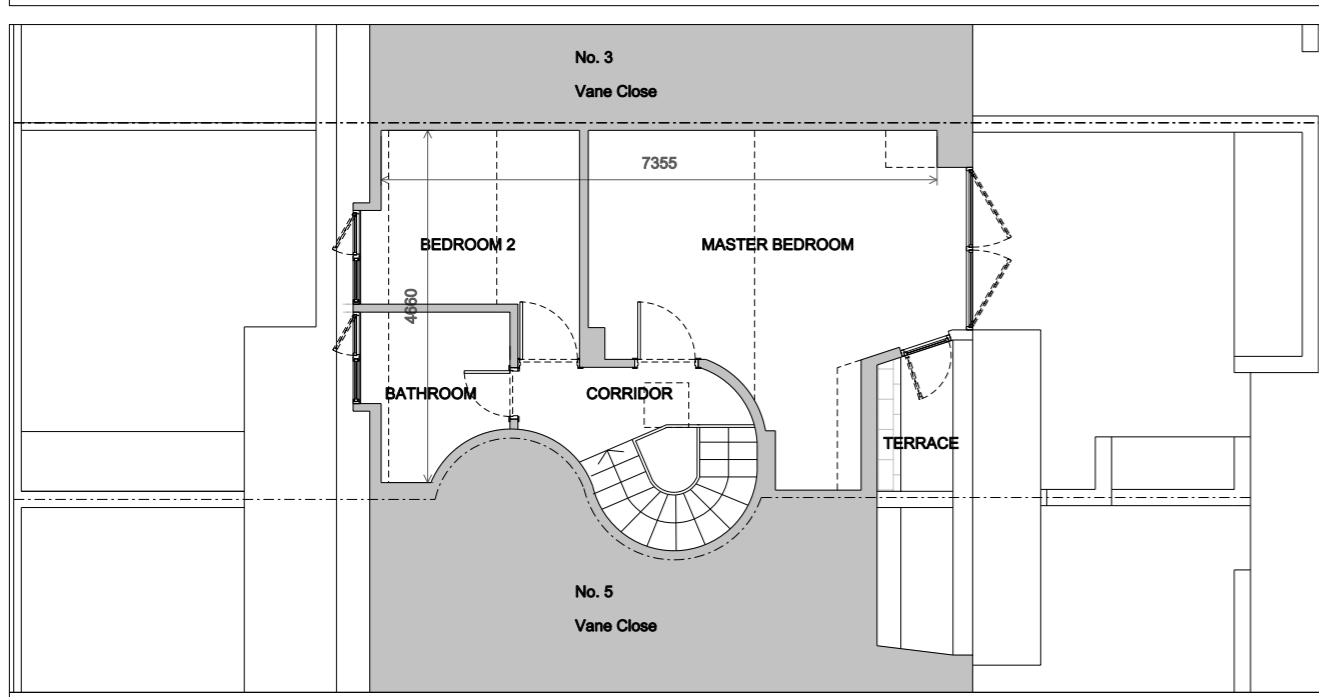 No. 3
Vane Close
7355
BEDROOM 2
MASTER BEDROOM
4660
BATHROOM
CORRIDOR
TERRACE
No. 5
Vane Close